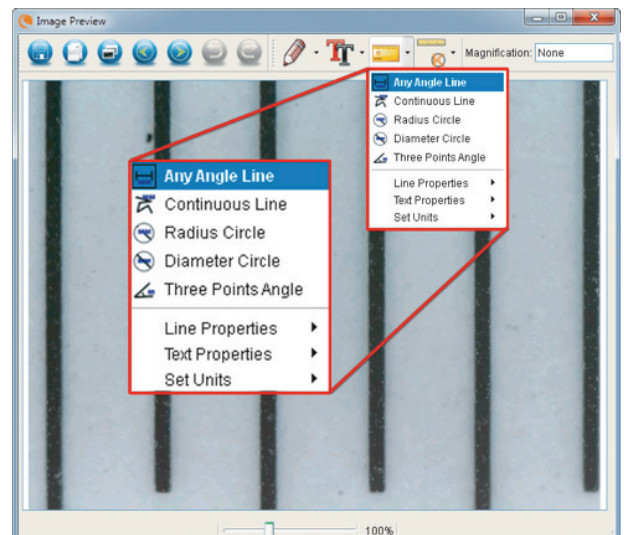 Image Preview
Magnification: None
Any Angle Line
Continuous Line
Radius Circle
Diameter Circle
Three Points Angle
Line Properties
Text Properties
Set Units
Any Angle Line
Continuous Line
Radius Circle
Diameter Circle
Three Points Angle
Line Properties
Text Properties
Set Units
100%